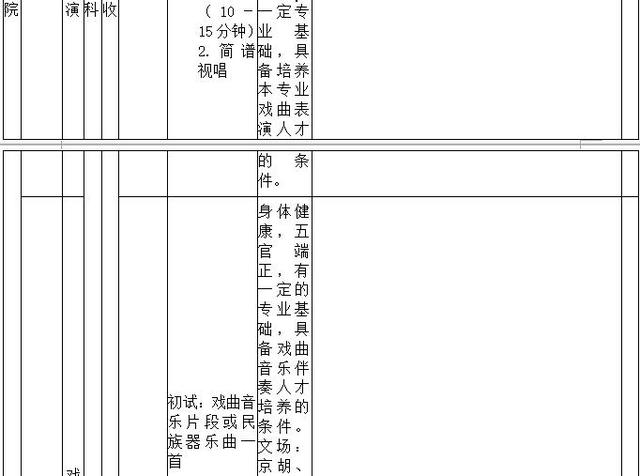 院
演
科
收
（10－
15分钟）
2. 简谱
视唱
一定专
业基
础，具
备培养
本专业
戏曲表
演人才
的条
件。
初试：戏曲音
乐片段或民
族器乐曲一
首
身体健
康，五
官端
正，有
一定的
专业基
础，具
备戏曲
音乐伴
奏人才
培养的
条件。
文场：
京胡、